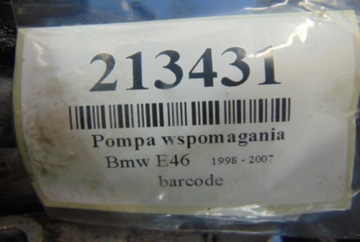 213431
Pompa wspomagania
Bmw E46 1998 - 2007
barcode